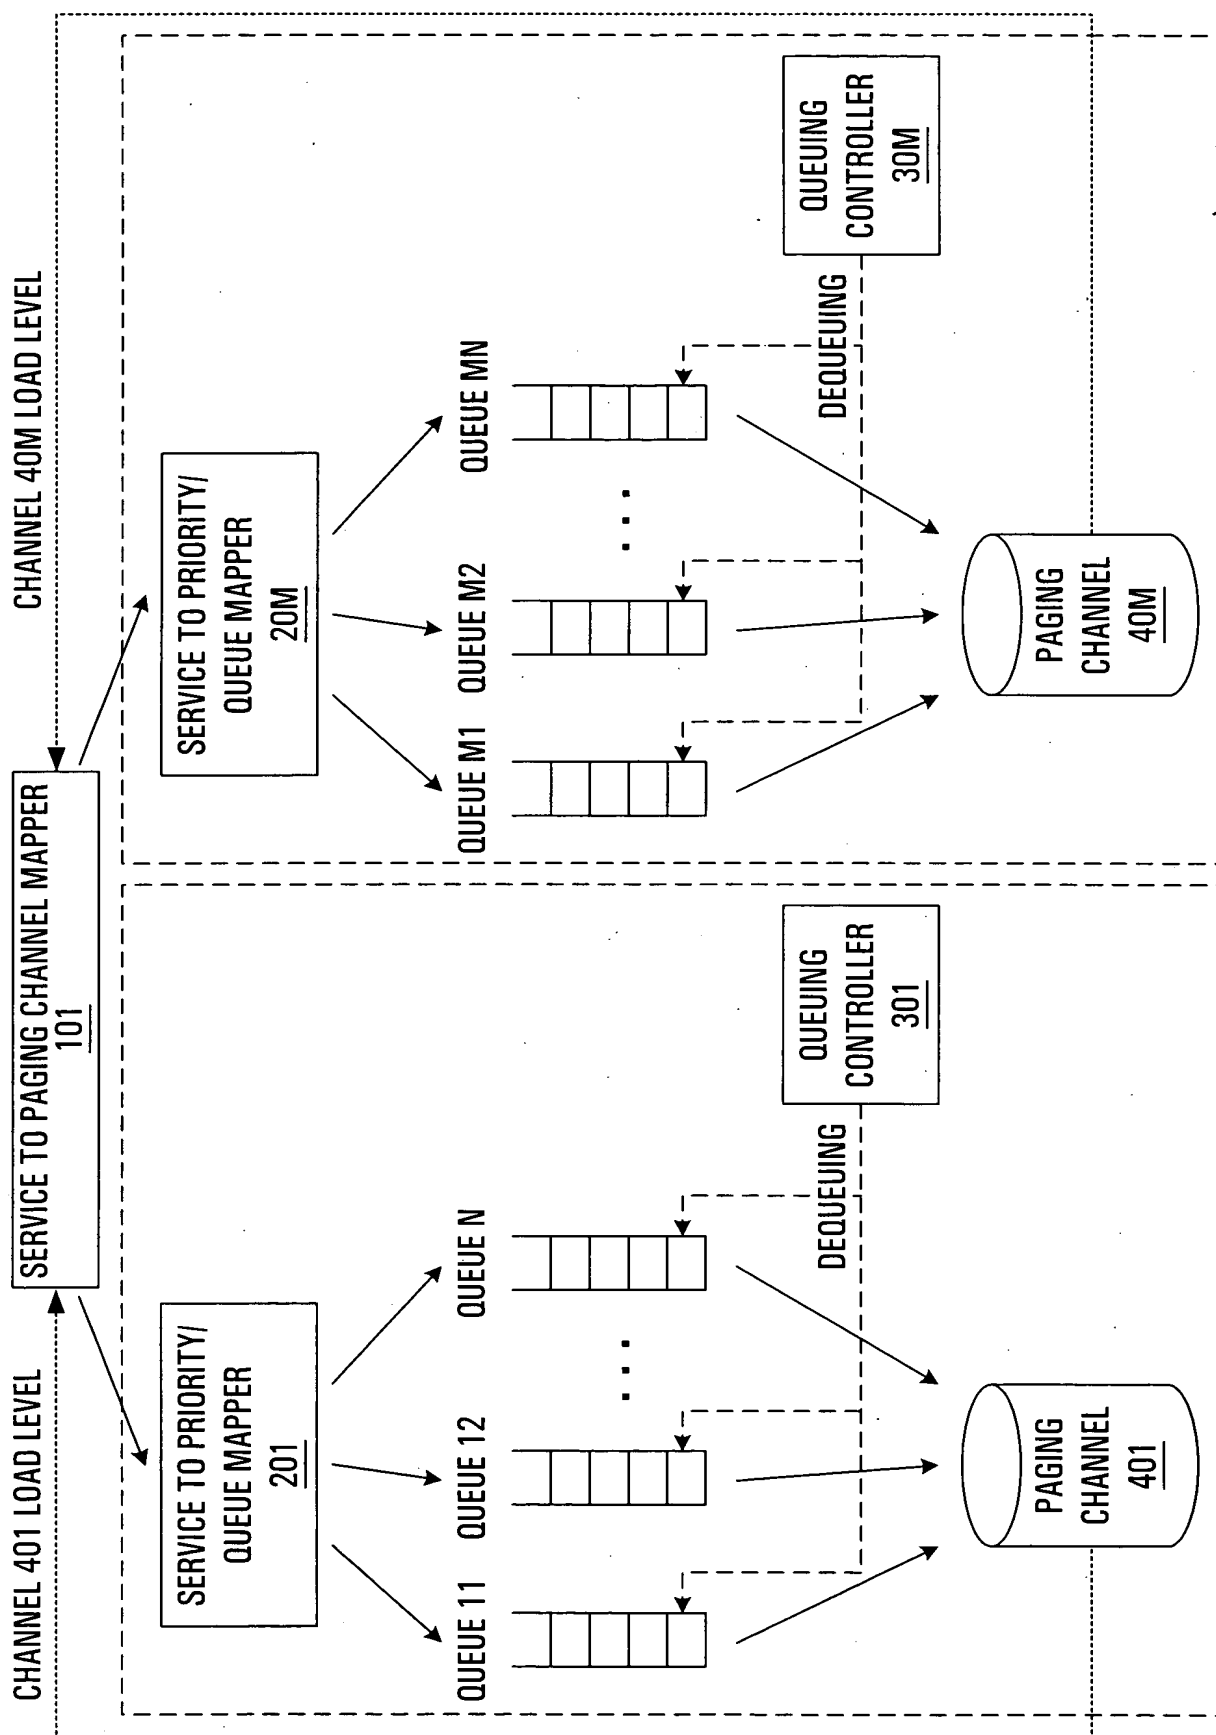 CHANNEL 401 LOAD LEVEL
SERVICE TO PAGING CHANNEL MAPPER
101
CHANNEL 40M LOAD LEVEL
SERVICE TO PRIORITY/
QUEUE MAPPER
201
QUEUE 11
QUEUE 12
QUEUE N
DEQUEUING
QUEUING
CONTROLLER
301
PAGING
CHANNEL
401
SERVICE TO PRIORITY/
QUEUE MAPPER
20M
QUEUE M1
QUEUE M2
QUEUE MN
DEQUEUING
QUEUING
CONTROLLER
30M
PAGING
CHANNEL
40M